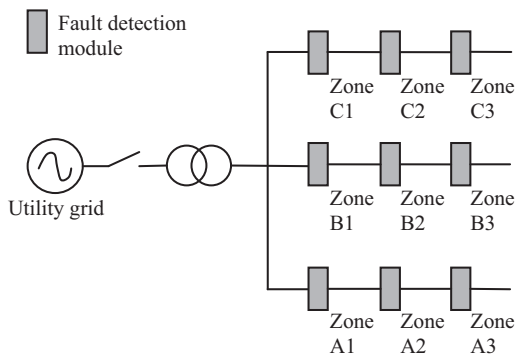 Fault detection
module
Zone
C1
Zone
C2
Zone
C3
Utility grid
Zone
B1
Zone
B2
Zone
B3
Zone
A1
Zone
A2
Zone
A3